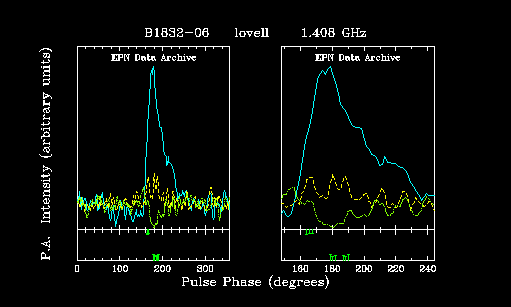 B1832-06 lovell 1.408 GHz
EPN Data Archive EPN Data Archive
P.A. Intensity (arbitrary units)
0 100 200 300 160 180 200 220 240
Pulse Phase (degrees)